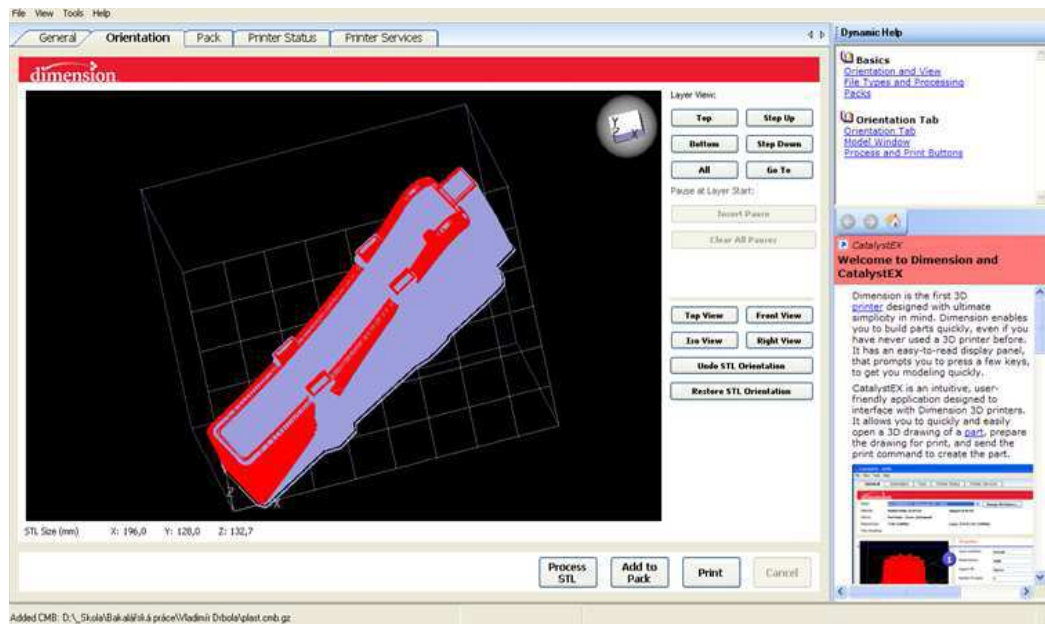 File View Tools Help
General Orientation Pack Printer Status Printer Services
dimension
Layer View:
Top Step Up
Bottom Step Down
All Go To
Pause at Layer Start:
Insert Pause
Clear All Pauses
Top View Front View
Iso View Right View
Undo STL Orientation
Restore STL Orientation
Y
Z X
Z
X
STL Size (mm) X: 196,0 Y: 128,0 Z: 132,7
Process STL
Add to Pack
Print
Cancel
Added CMB: D:\_Skola\Bakalářská práce\Vladimír Drbola\plast.cmb.gz
Dynamic Help
Basics
Orientation and View
File Types and Processing
Packs
Orientation Tab
Orientation Tab
Model Window
Process and Print Buttons
CatalystEX
Welcome to Dimension and
CatalystEX
Dimension is the first 3D
printer designed with ultimate
simplicity in mind. Dimension enables
you to build parts quickly, even if you
have never used a 3D printer before.
It has an easy-to-read display panel,
that prompts you to press a few keys,
to get you modeling quickly.
CatalystEX is an intuitive, user-
friendly application designed to
interface with Dimension 3D printers.
It allows you to quickly and easily
open a 3D drawing of a part, prepare
the drawing for print, and send the
print command to create the part.